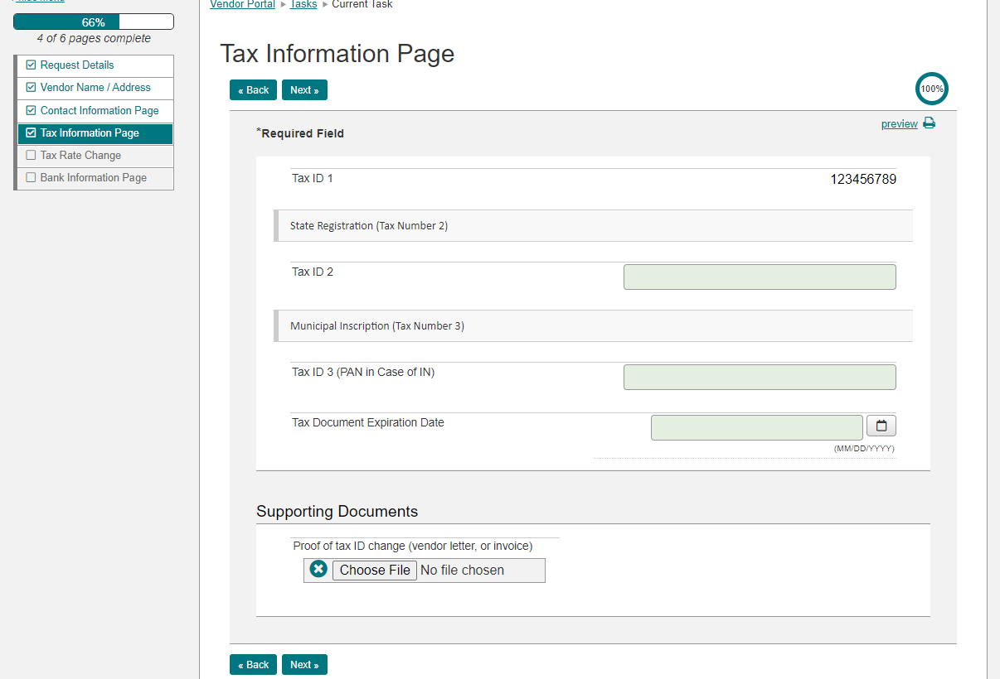 66%
4 of 6 pages complete
Request Details
Vendor Name / Address
Contact Information Page
Tax Information Page
Tax Rate Change
Bank Information Page
Vendor Portal ▸ Tasks ▸ Current Task
Tax Information Page
« Back Next »
100%
preview
*Required Field
Tax ID 1 123456789
State Registration (Tax Number 2)
Tax ID 2
Municipal Inscription (Tax Number 3)
Tax ID 3 (PAN in Case of IN)
Tax Document Expiration Date
(MM/DD/YYYY)
Supporting Documents
Proof of tax ID change (vendor letter, or invoice)
Choose File No file chosen
« Back Next »